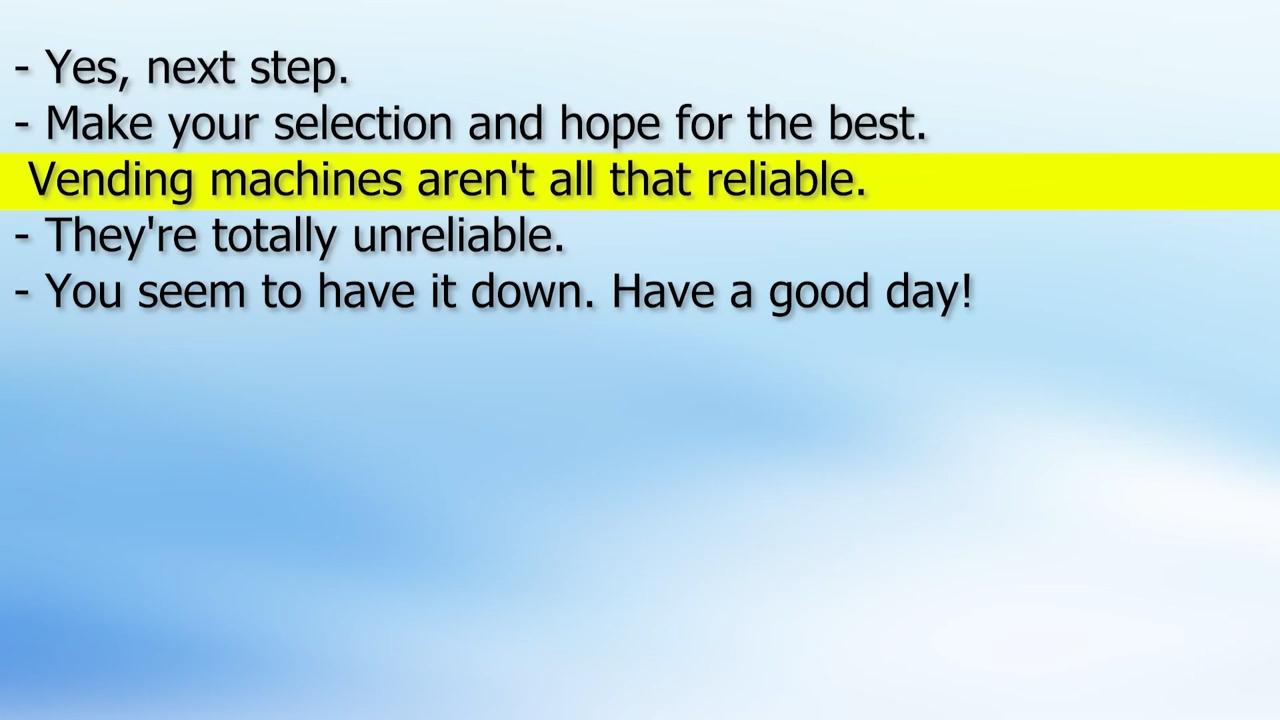 - Yes, next step.
- Make your selection and hope for the best.
Vending machines aren't all that reliable.
- They're totally unreliable.
- You seem to have it down. Have a good day!